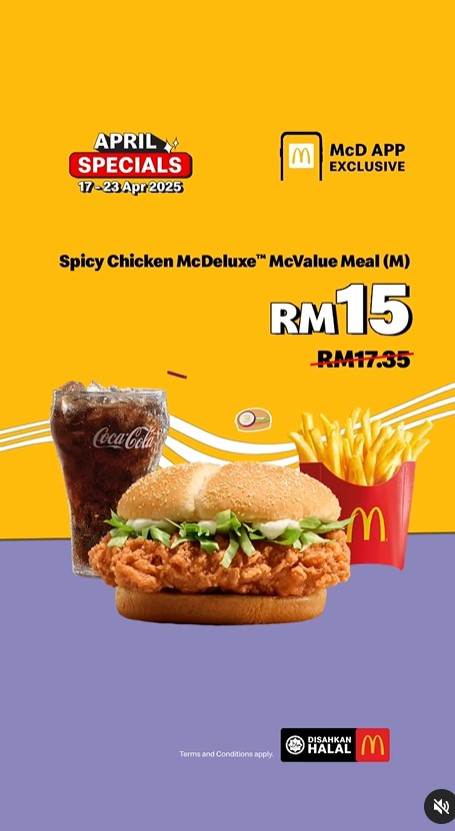 APRIL
SPECIALS
17 - 23 Apr 2025
McD APP
EXCLUSIVE
Spicy Chicken McDeluxe™ McValue Meal (M)
RM15
RM17.35
Coca-Cola
Terms and Conditions apply.
DISAHKAN
HALAL